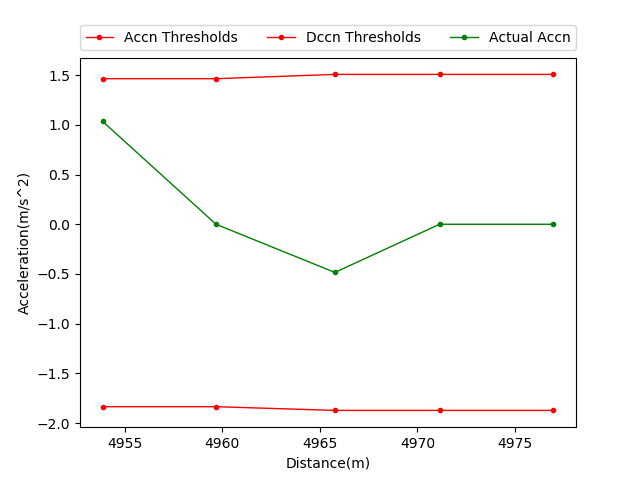 Accn Thresholds Dccn Thresholds Actual Accn
1.5
1.0
0.5
0.0
−0.5
−1.0
−1.5
−2.0
Acceleration(m/s^2)
4955 4960 4965 4970 4975
Distance(m)